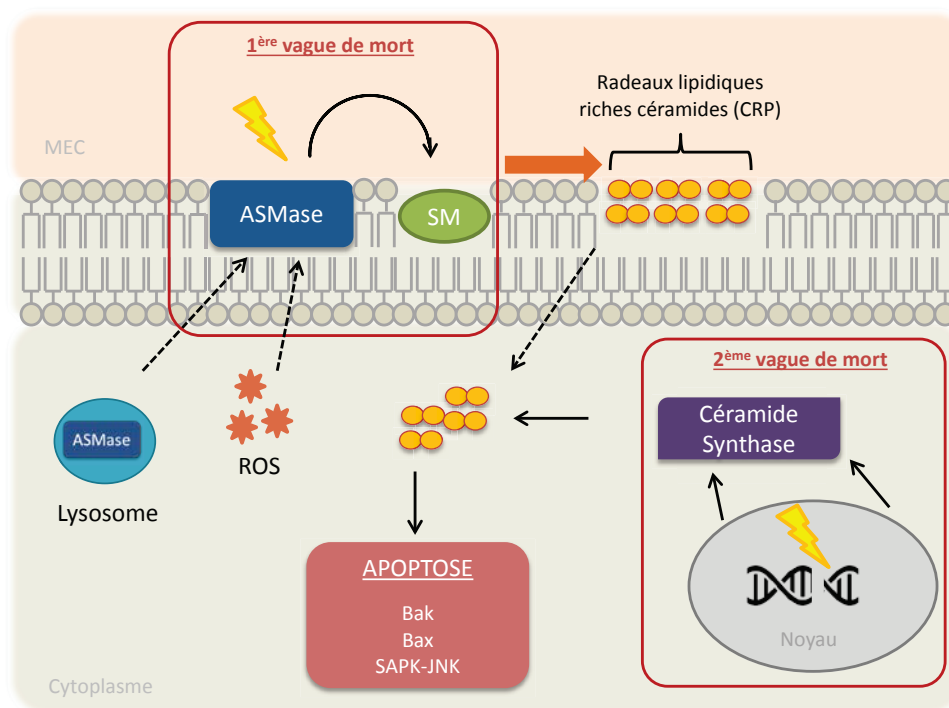 1ère vague de mort
Radeaux lipidiques
riches céramides (CRP)
MEC
ASMase
SM
2ème vague de mort
Céramide
Synthase
ASMase
ROS
Lysosome
APOPTOSE
Bak
Bax
SAPK-JNK
Noyau
Cytoplasme